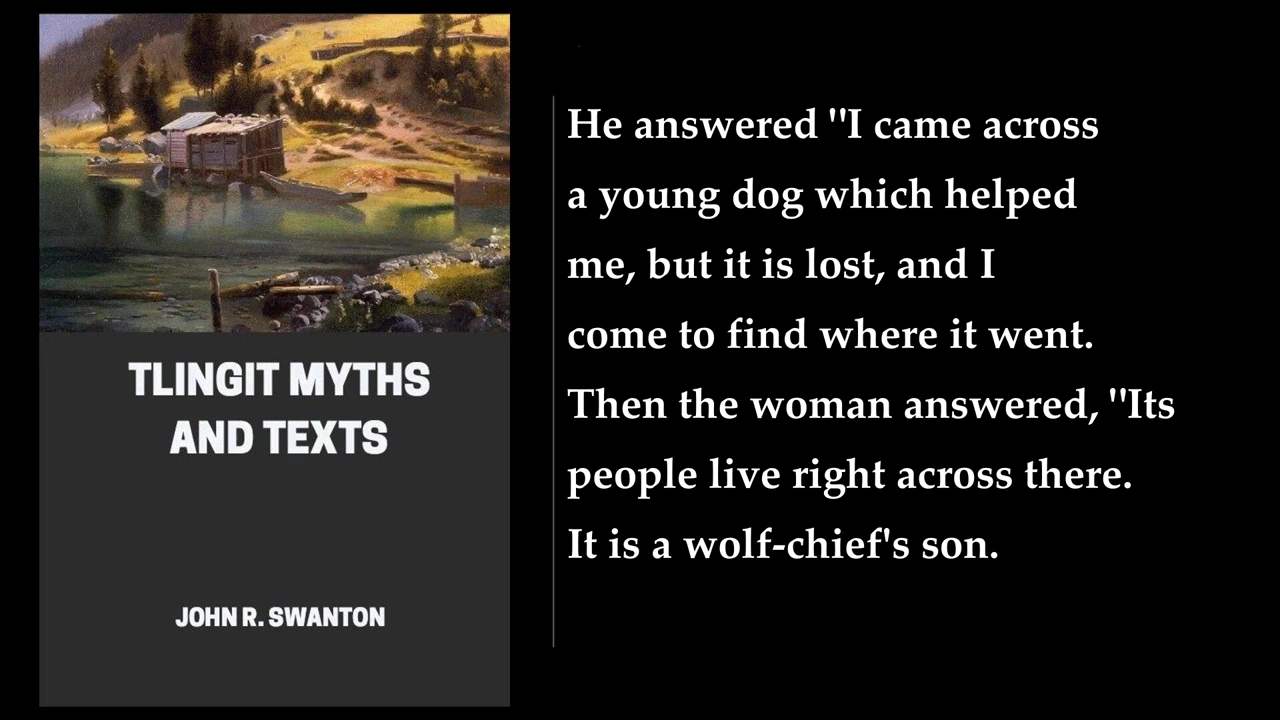 TLINGIT MYTHS
AND TEXTS
JOHN R. SWANTON
He answered "I came across
a young dog which helped
me, but it is lost, and I
come to find where it went.
Then the woman answered, "Its
people live right across there.
It is a wolf-chief's son.